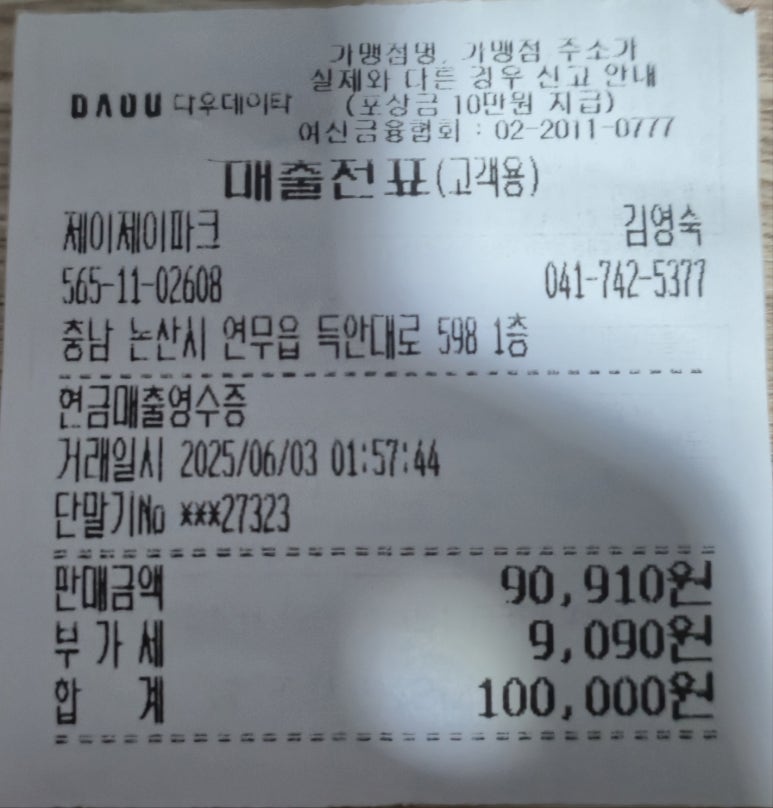 가맹점명, 가맹점 주소가
실제와 다른 경우 신고 안내
DAOU 다우데이타 (포상금 10만원 지급)
여신금융협회 : 02-2011-0777
매출전표(고객용)
제이제이파크 김영숙
565-11-02608 041-742-5377
충남 논산시 연무읍 득안대로 598 1층
현금매출영수증
거래일시 2025/06/03 01:57:44
단말기No ***27323
판매금액 90,910원
부 가 세 9,090원
합 계 100,000원